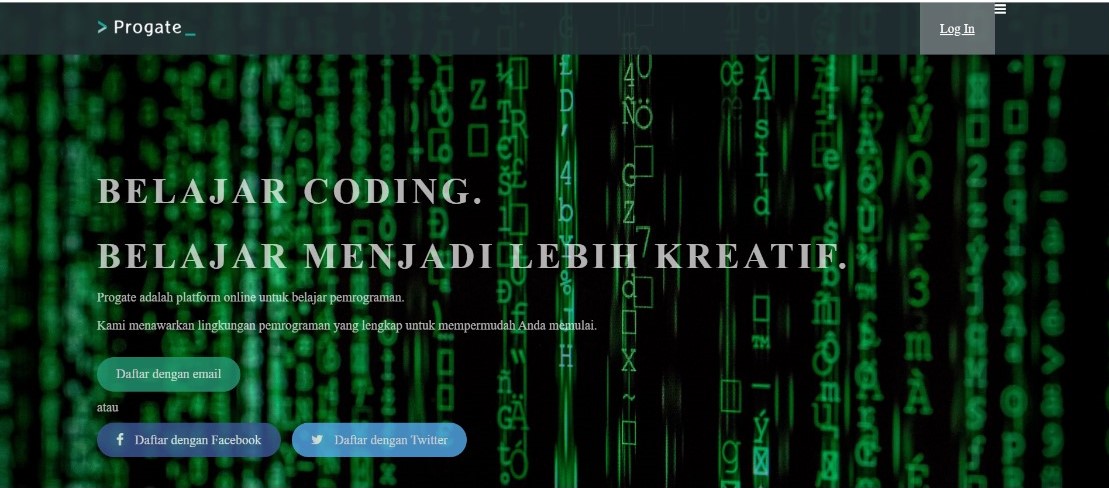 > Progate_
Log In
BELAJAR CODING.
BELAJAR MENJADI LEBIH KREATIF.
Progate adalah platform online untuk belajar pemrograman.
Kami menawarkan lingkungan pemrograman yang lengkap untuk mempermudah Anda memulai.
Daftar dengan email
atau
Daftar dengan Facebook
Daftar dengan Twitter